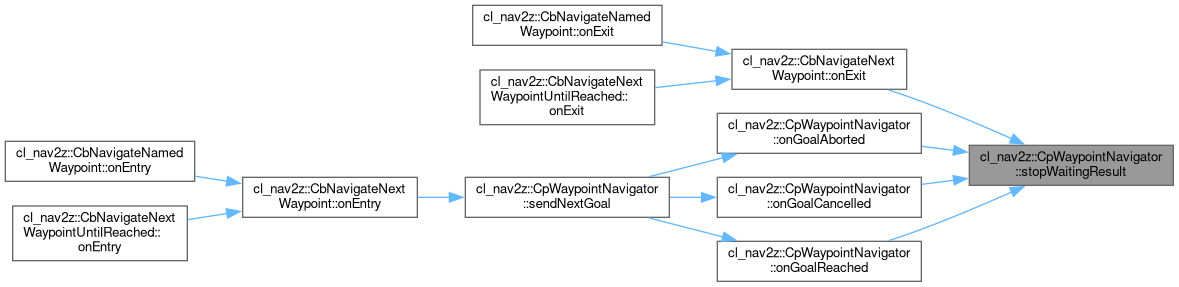 cl_nav2z::CbNavigateNamed
Waypoint::onExit
cl_nav2z::CbNavigateNext
Waypoint::onExit
cl_nav2z::CbNavigateNext
WaypointUntilReached::
onExit
cl_nav2z::CpWaypointNavigator
::onGoalAborted
cl_nav2z::CbNavigateNamed
Waypoint::onEntry
cl_nav2z::CpWaypointNavigator
::stopWaitingResult
cl_nav2z::CbNavigateNext
Waypoint::onEntry
cl_nav2z::CpWaypointNavigator
::sendNextGoal
cl_nav2z::CpWaypointNavigator
::onGoalCancelled
cl_nav2z::CbNavigateNext
WaypointUntilReached::
onEntry
cl_nav2z::CpWaypointNavigator
::onGoalReached